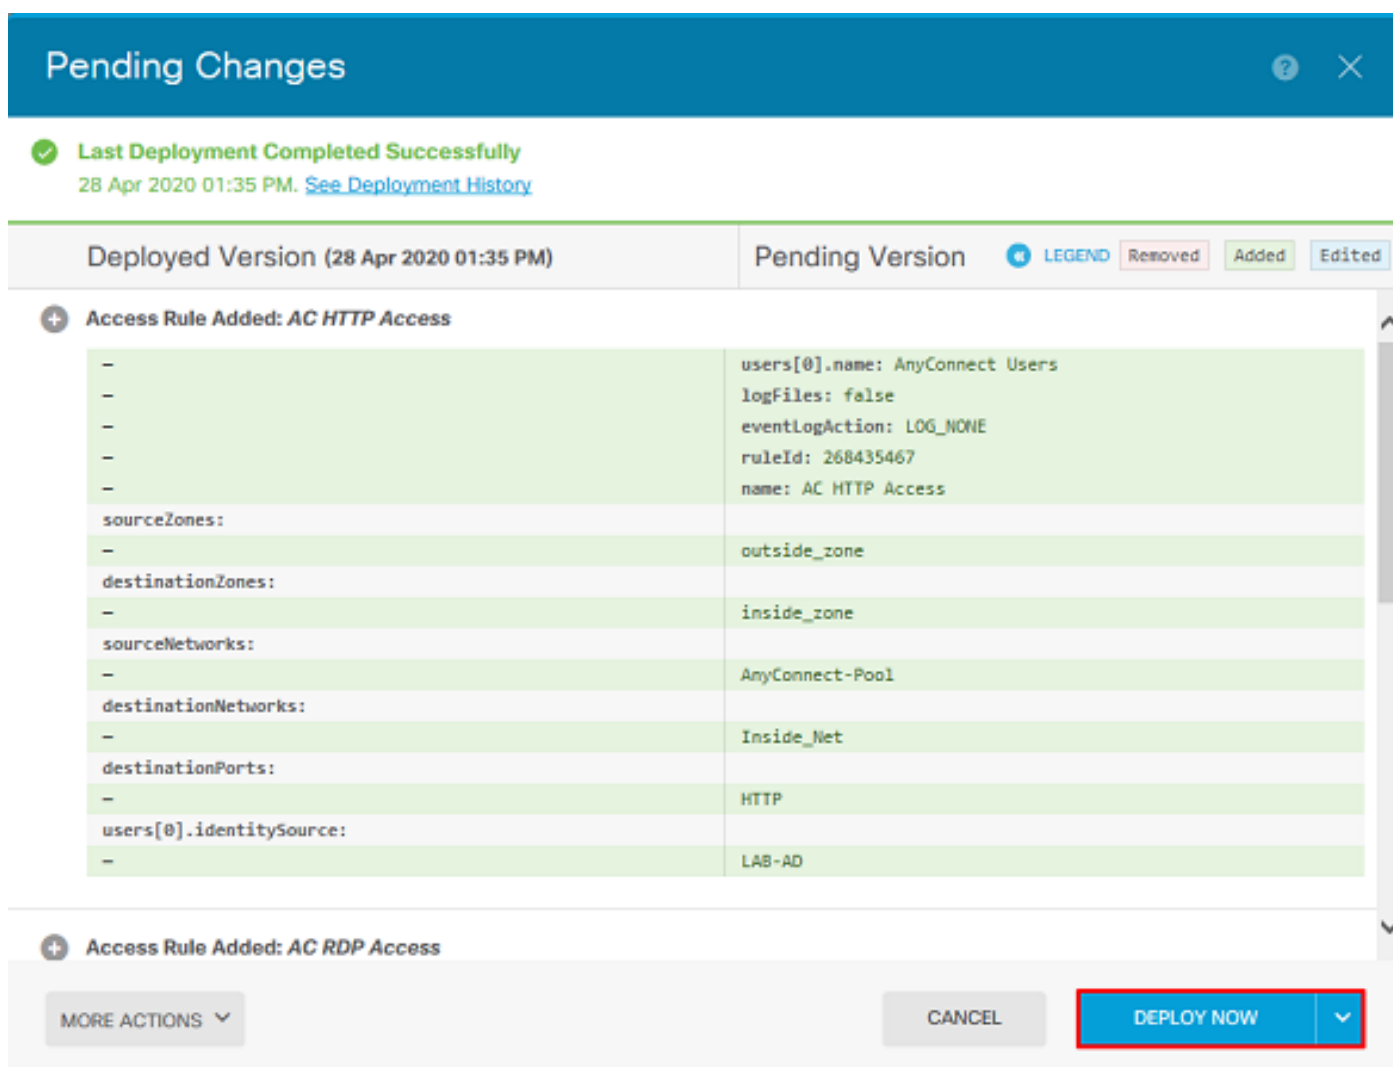 Pending Changes
Last Deployment Completed Successfully
28 Apr 2020 01:35 PM. See Deployment History
Deployed Version (28 Apr 2020 01:35 PM) Pending Version LEGEND Removed Added Edited
Access Rule Added: AC HTTP Access
– users[0].name: AnyConnect Users
– logFiles: false
– eventLogAction: LOG_NONE
– ruleId: 268435467
– name: AC HTTP Access
sourceZones:
– outside_zone
destinationZones:
– inside_zone
sourceNetworks:
– AnyConnect-Pool
destinationNetworks:
– Inside_Net
destinationPorts:
– HTTP
users[0].identitySource:
– LAB-AD
Access Rule Added: AC RDP Access
MORE ACTIONS CANCEL DEPLOY NOW